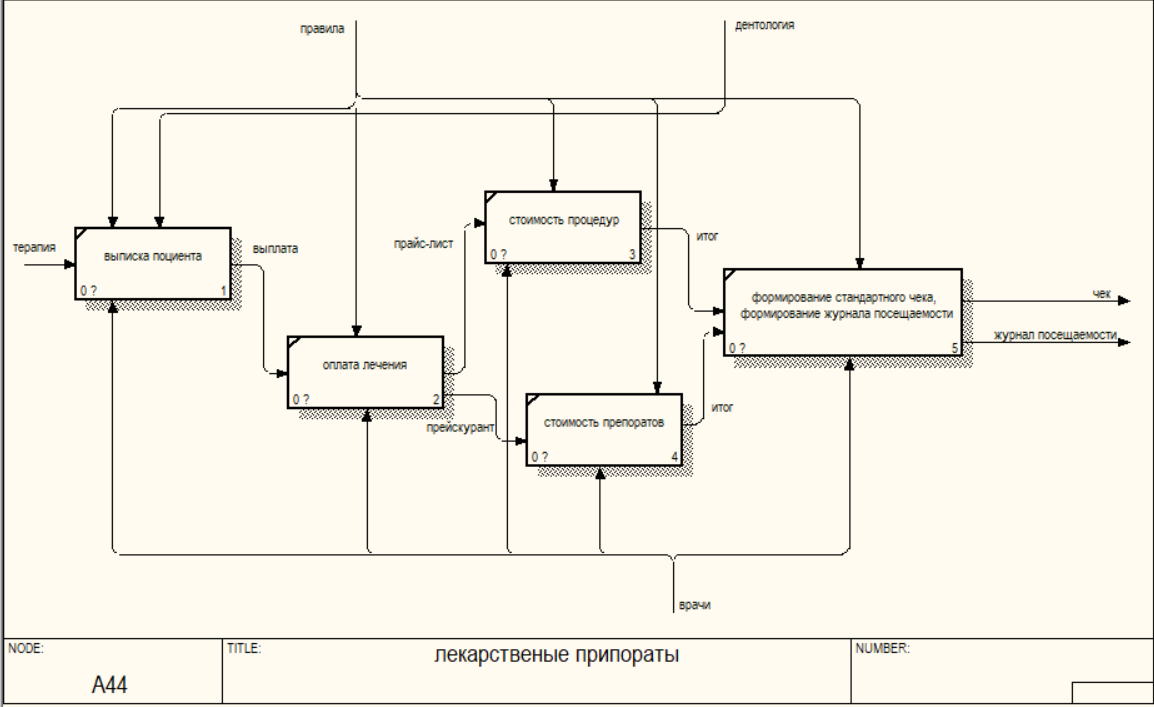 правила
дентология
терапия
выписка поциента
0 ?
1
выплата
прайс-лист
стоимость процедур
0 ?
3
итог
формирование стандартного чека,
формирование журнала посещаемости
0 ?
5
чек
журнал посещаемости
оплата лечения
0 ?
2
прейскурант
стоимость препоратов
0 ?
4
итог
врачи
NODE:
A44
TITLE:
лекарственые припораты
NUMBER: